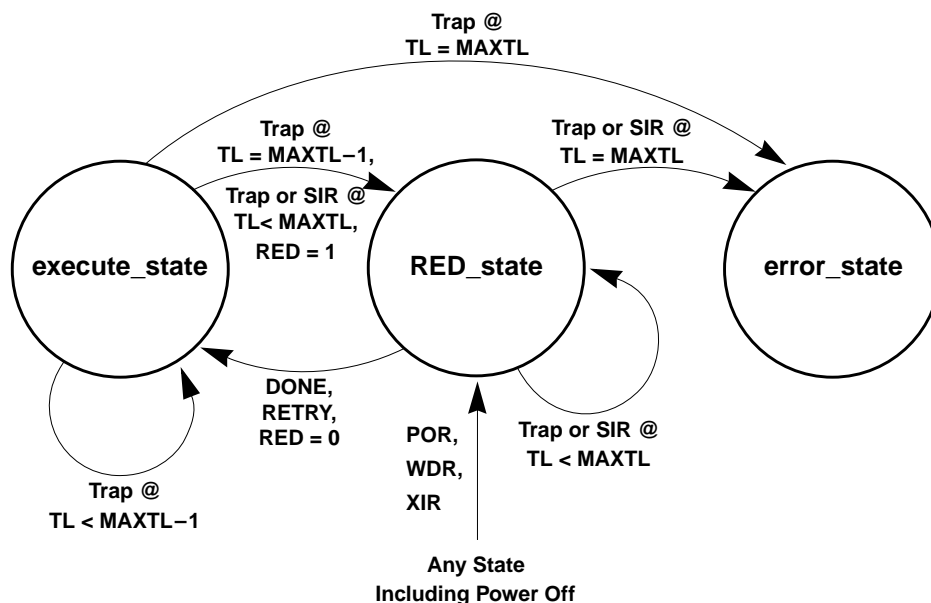 Trap @
TL = MAXTL
Trap @
TL = MAXTL−1,
Trap or SIR @
TL< MAXTL,
RED = 1
Trap or SIR @
TL = MAXTL
execute_state
RED_state
error_state
DONE,
RETRY,
RED = 0
POR,
WDR,
XIR
Trap or SIR @
TL < MAXTL
Trap @
TL < MAXTL−1
Any State
Including Power Off